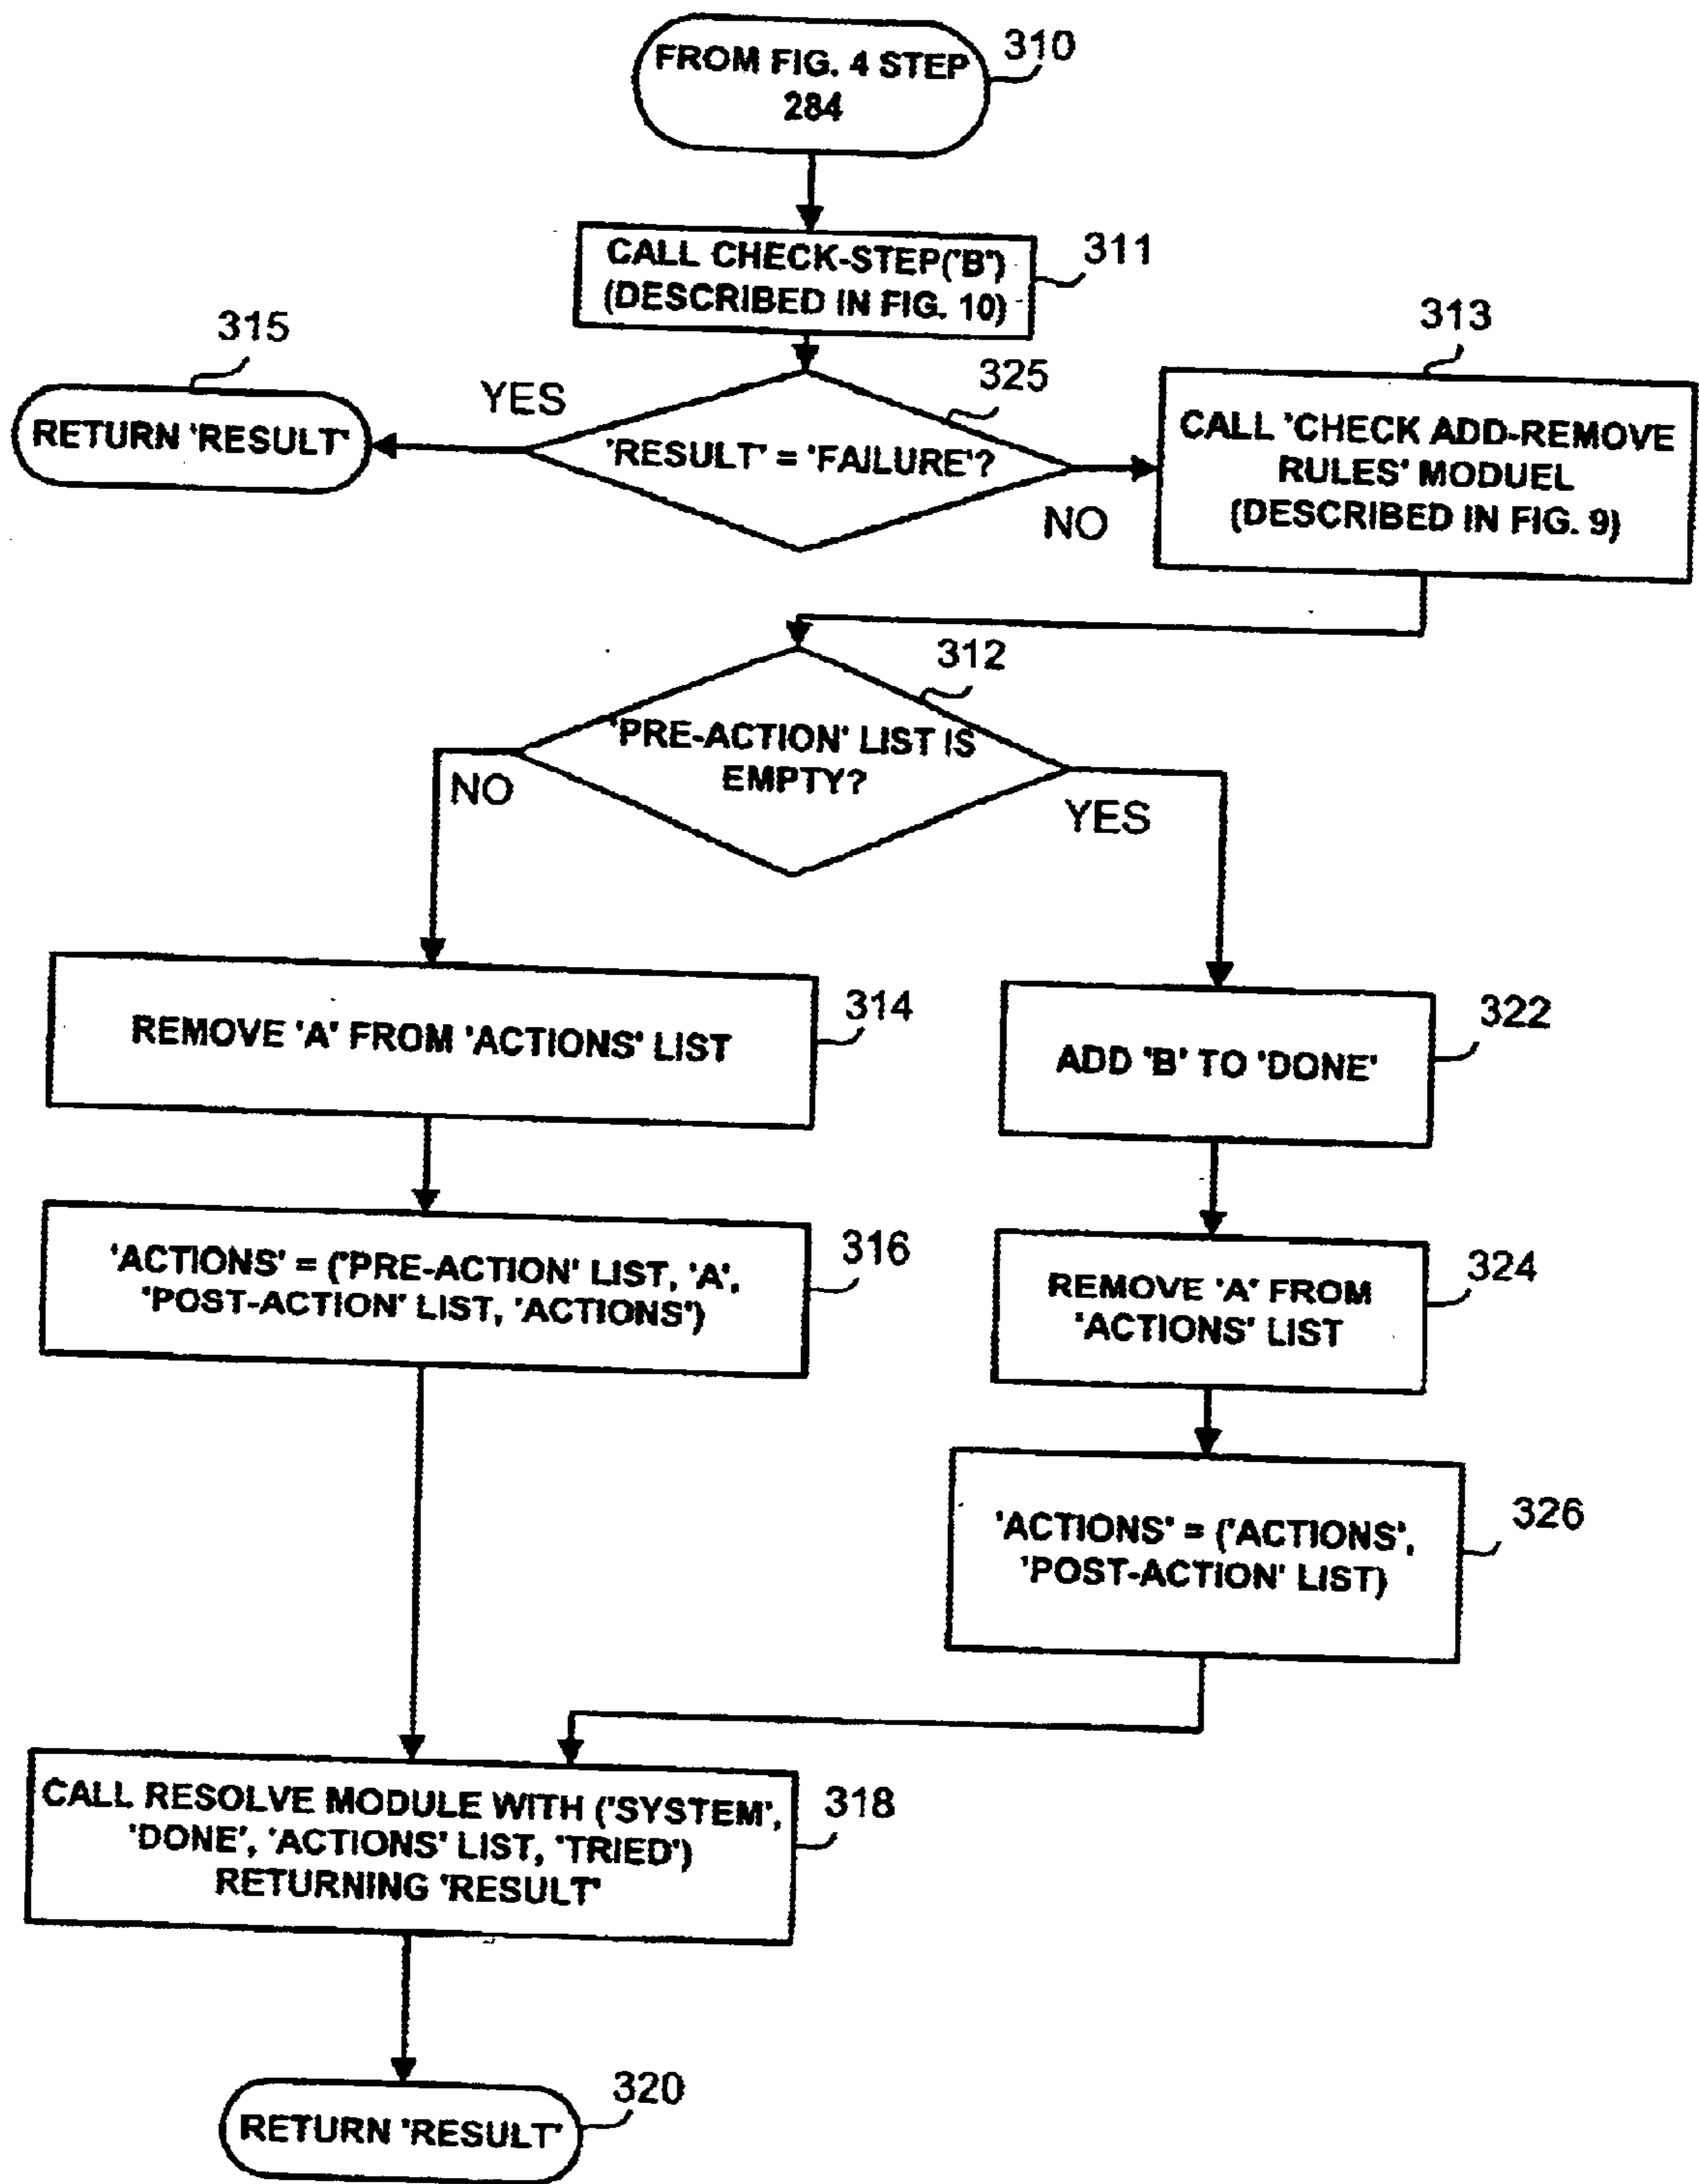 FROM FIG. 4 STEP
284
310
CALL CHECK-STEP('B')
(DESCRIBED IN FIG. 10)
311
315
RETURN 'RESULT'
YES
'RESULT' = 'FAILURE'?
325
NO
313
CALL 'CHECK ADD-REMOVE
RULES' MODUEL
(DESCRIBED IN FIG. 9)
312
'PRE-ACTION' LIST IS
EMPTY?
NO
YES
REMOVE 'A' FROM 'ACTIONS' LIST
314
ADD 'B' TO 'DONE'
322
'ACTIONS' = ('PRE-ACTION' LIST, 'A',
'POST-ACTION' LIST, 'ACTIONS')
316
REMOVE 'A' FROM
'ACTIONS' LIST
324
'ACTIONS' = ('ACTIONS',
'POST-ACTION' LIST)
326
CALL RESOLVE MODULE WITH ('SYSTEM',
'DONE', 'ACTIONS' LIST, 'TRIED')
RETURNING 'RESULT'
318
RETURN 'RESULT'
320